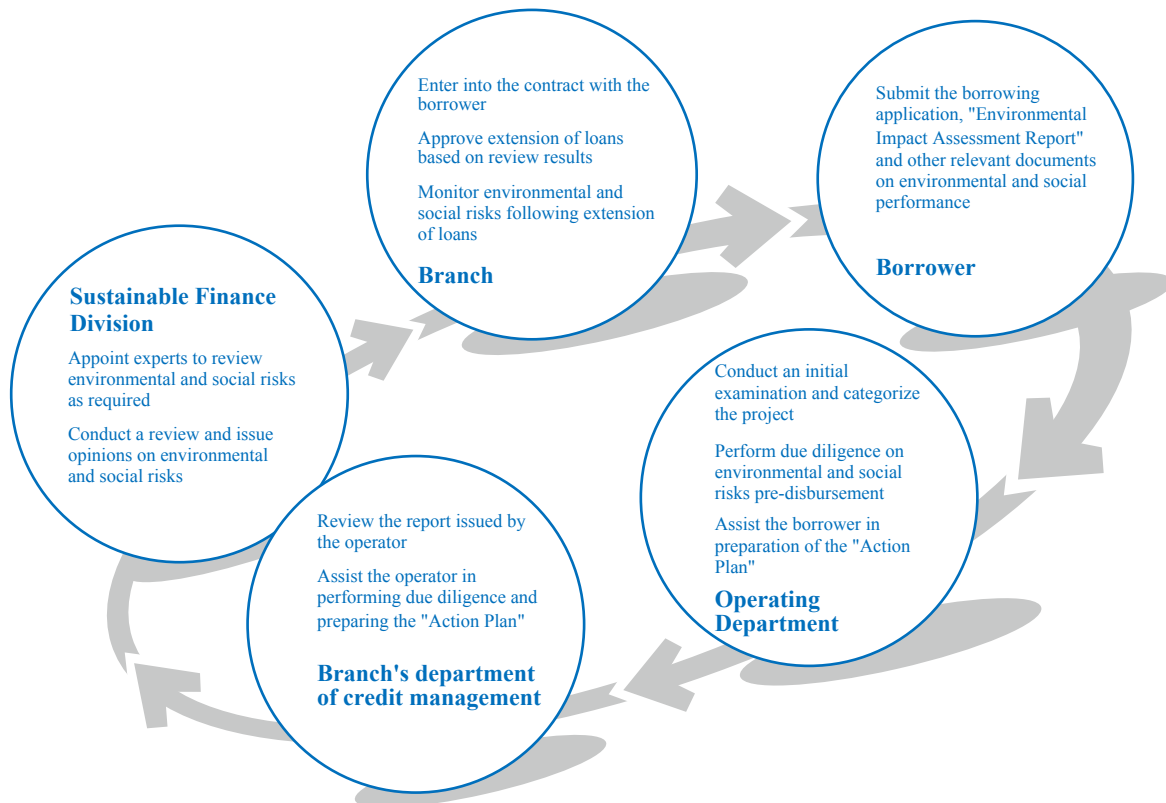 Enter into the contract with the
borrower
Approve extension of loans
based on review results
Monitor environmental and
social risks following extension
of loans
Branch
Submit the borrowing
application, "Environmental
Impact Assessment Report"
and other relevant documents
on environmental and social
performance
Borrower
Sustainable Finance
Division
Appoint experts to review
environmental and social risks
as required
Conduct a review and issue
opinions on environmental
and social risks
Conduct an initial
examination and categorize
the project
Perform due diligence on
environmental and social
risks pre-disbursement
Assist the borrower in
preparation of the "Action
Plan"
Operating
Department
Review the report issued by
the operator
Assist the operator in
performing due diligence and
preparing the "Action Plan"
Branch's department
of credit management